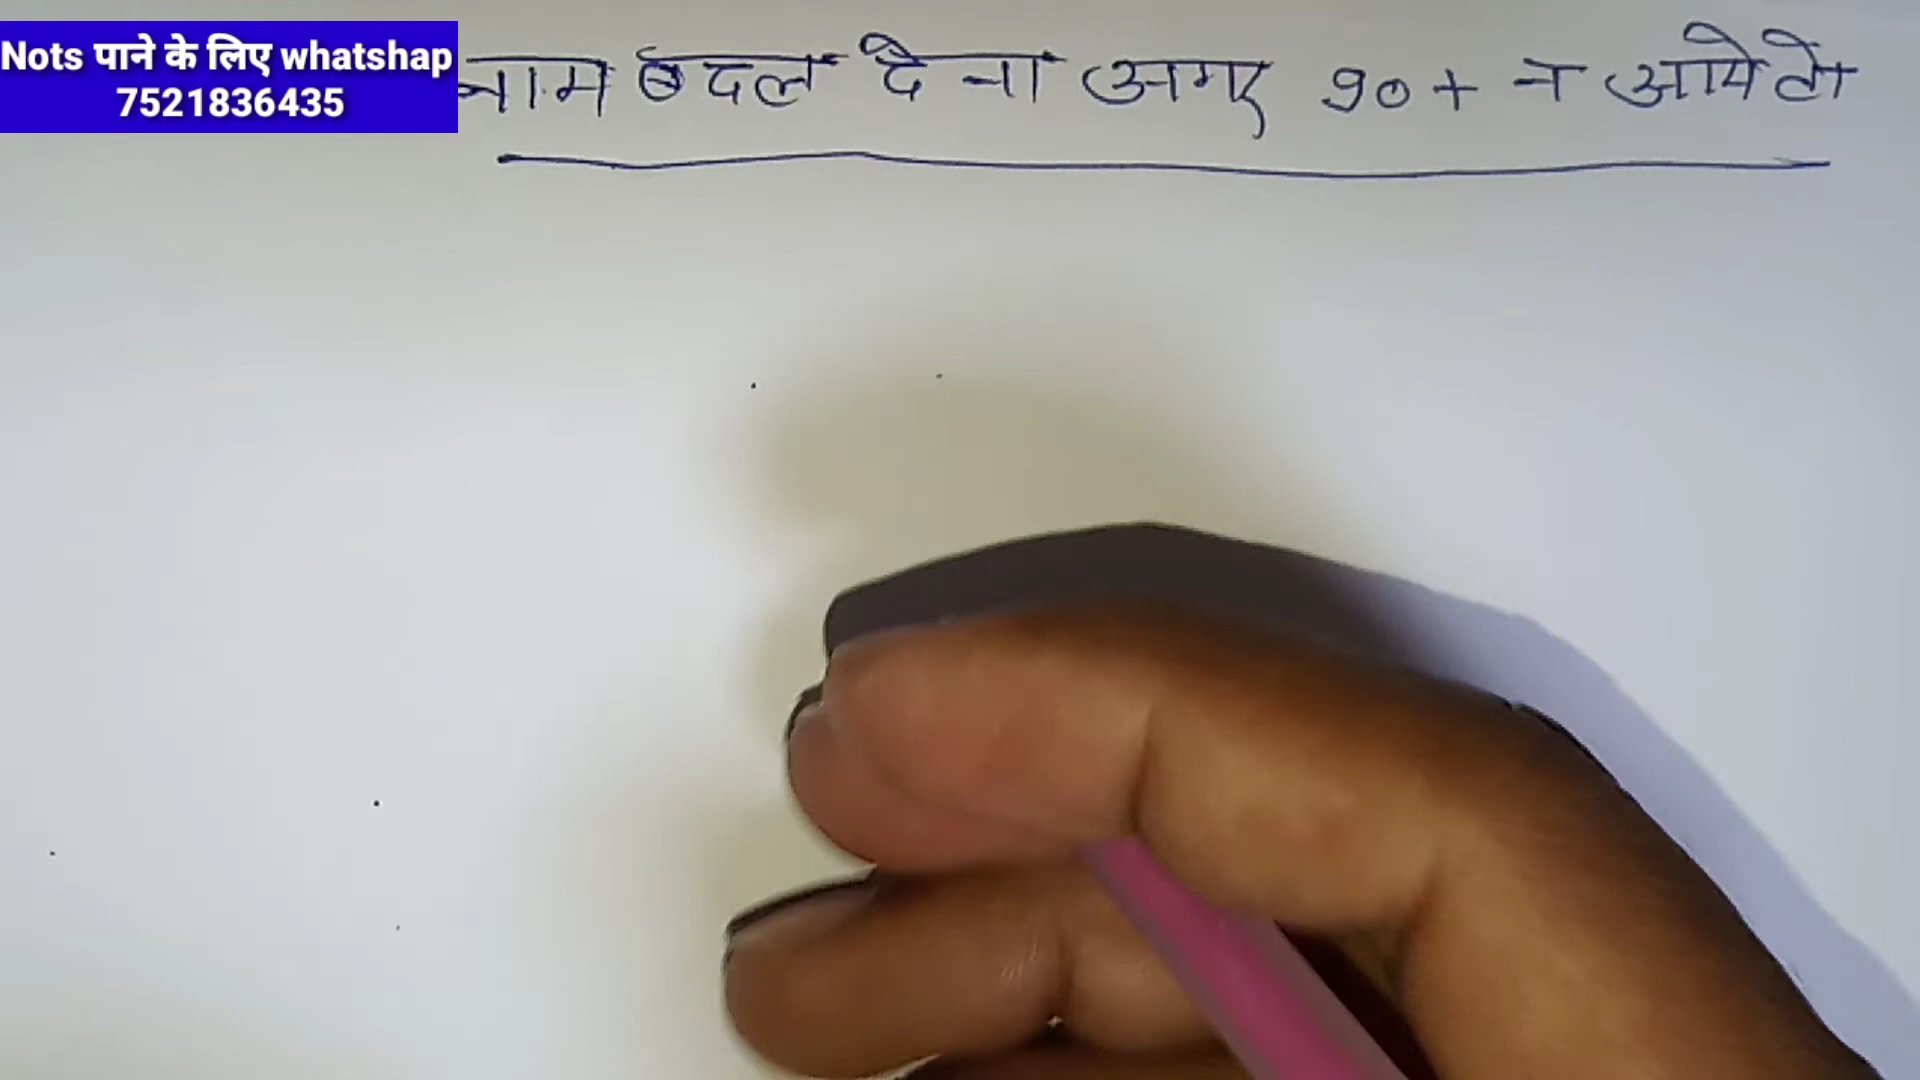 Nots पाने के लिए whatshap
7521836435
नाम बदल देना अगर 90+ न आये तो